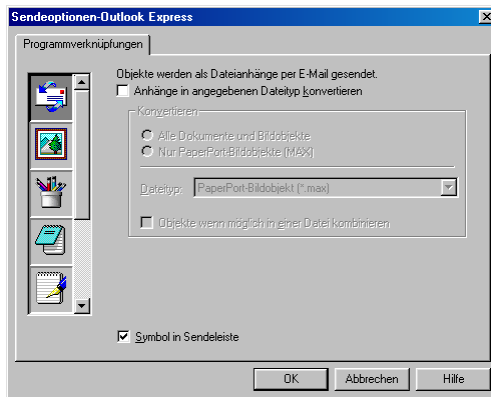 Sendeoptionen-Outlook Express
Programmverknüpfungen
Objekte werden als Dateianhänge per E-Mail gesendet.
Anhänge in angegebenen Dateityp konvertieren
Konvertieren
Alle Dokumente und Bildobjekte
Nur PaperPort-Bildobjekte (MAX)
Dateityp: PaperPort-Bildobjekt (*.max)
Objekte wenn möglich in einer Datei kombinieren
Symbol in Sendeleiste
OK Abbrechen Hilfe